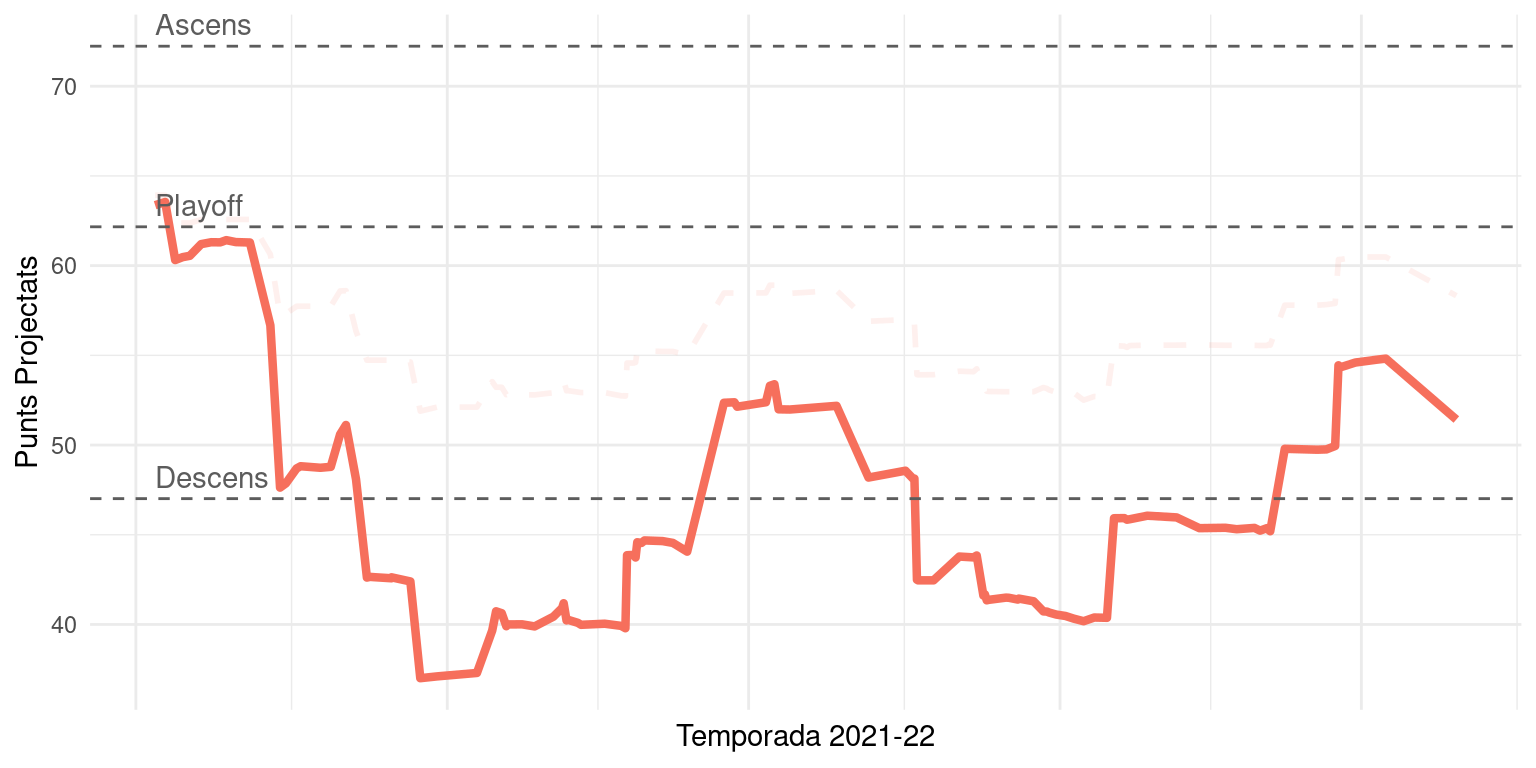 Ascens
70
Playoff
60
Punts Projectats
50
Descens
40
Temporada 2021-22